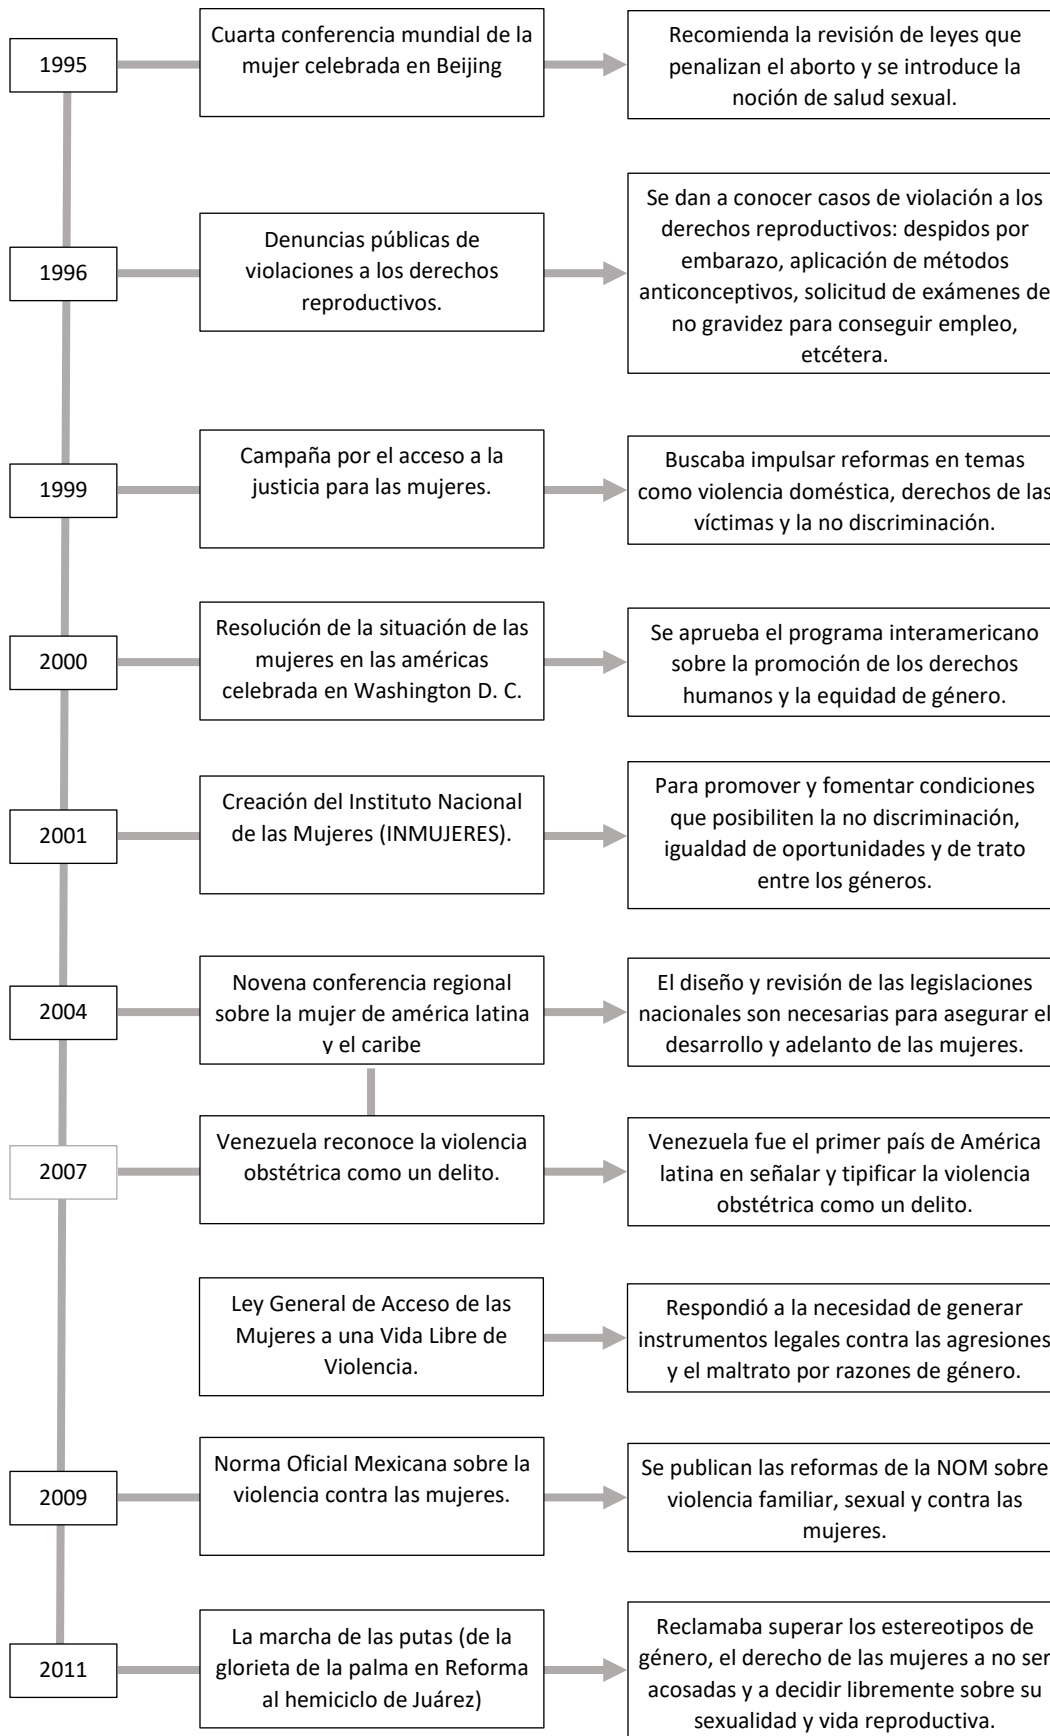 1995
Cuarta conferencia mundial de la
mujer celebrada en Beijing
Recomienda la revisión de leyes que
penalizan el aborto y se introduce la
noción de salud sexual.
1996
Denuncias públicas de
violaciones a los derechos
reproductivos.
Se dan a conocer casos de violación a los
derechos reproductivos: despidos por
embarazo, aplicación de métodos
anticonceptivos, solicitud de exámenes de
no gravidez para conseguir empleo,
etcétera.
1999
Campaña por el acceso a la
justicia para las mujeres.
Buscaba impulsar reformas en temas
como violencia doméstica, derechos de las
víctimas y la no discriminación.
2000
Resolución de la situación de las
mujeres en las américas
celebrada en Washington D. C.
Se aprueba el programa interamericano
sobre la promoción de los derechos
humanos y la equidad de género.
2001
Creación del Instituto Nacional
de las Mujeres (INMUJERES).
Para promover y fomentar condiciones
que posibiliten la no discriminación,
igualdad de oportunidades y de trato
entre los géneros.
2004
Novena conferencia regional
sobre la mujer de américa latina
y el caribe
El diseño y revisión de las legislaciones
nacionales son necesarias para asegurar el
desarrollo y adelanto de las mujeres.
2007
Venezuela reconoce la violencia
obstétrica como un delito.
Venezuela fue el primer país de América
latina en señalar y tipificar la violencia
obstétrica como un delito.
Ley General de Acceso de las
Mujeres a una Vida Libre de
Violencia.
Respondió a la necesidad de generar
instrumentos legales contra las agresiones
y el maltrato por razones de género.
2009
Norma Oficial Mexicana sobre la
violencia contra las mujeres.
Se publican las reformas de la NOM sobre
violencia familiar, sexual y contra las
mujeres.
2011
La marcha de las putas (de la
glorieta de la palma en Reforma
al hemiciclo de Juárez)
Reclamaba superar los estereotipos de
género, el derecho de las mujeres a no ser
acosadas y a decidir libremente sobre su
sexualidad y vida reproductiva.